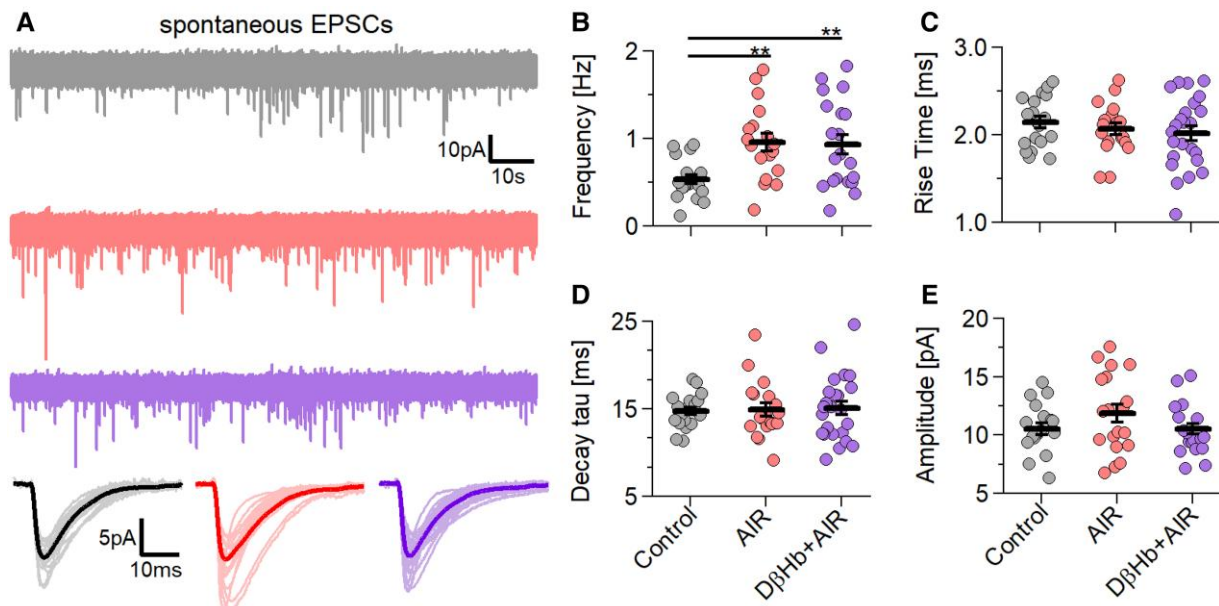 A
spontaneous EPSCs
10pA
10s
5pA
10ms
B
Frequency [Hz]
2
1
0
**
**
C
Rise Time [ms]
3.0
2.0
1.0
D
Decay tau [ms]
25
15
5
Control
AIR
DβHb+AIR
E
Amplitude [pA]
20
15
10
5
Control
AIR
DβHb+AIR